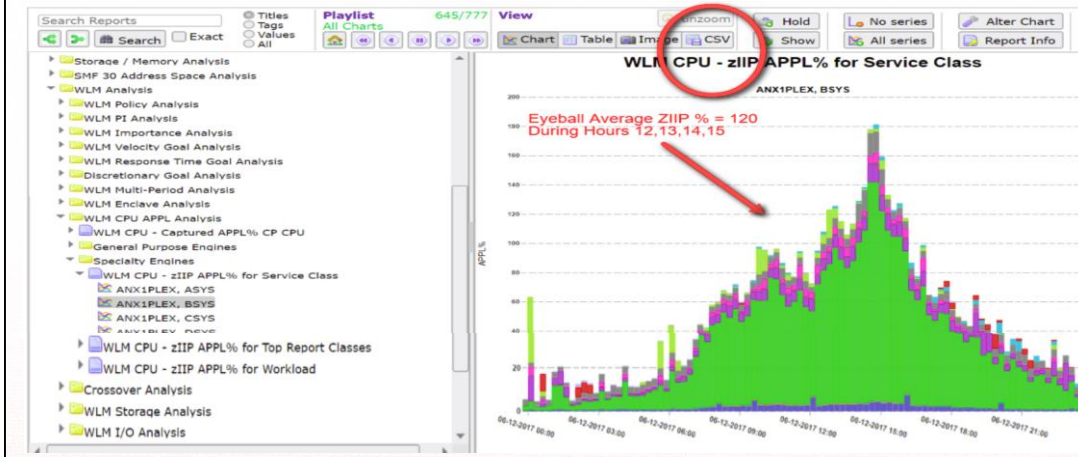 Search Reports
Titles
Tags
Values
All
Search
Exact
Playlist
645/777
All Charts
View
Unzoom
Chart
Table
Image
CSV
Hold
Show
No series
All series
Alter Chart
Report Info
Storage / Memory Analysis
SMF 30 Address Space Analysis
WLM Analysis
WLM Policy Analysis
WLM PI Analysis
WLM Importance Analysis
WLM Velocity Goal Analysis
WLM Response Time Goal Analysis
Discretionary Goal Analysis
WLM Multi-Period Analysis
WLM Enclave Analysis
WLM CPU APPL Analysis
WLM CPU - Captured APPL% CP CPU
General Purpose Engines
Specialty Engines
WLM CPU - zIIP APPL% for Service Class
ANX1PLEX, ASYS
ANX1PLEX, BSYS
ANX1PLEX, CSYS
ANX1PLEX, DSYS
WLM CPU - zIIP APPL% for Top Report Classes
WLM CPU - zIIP APPL% for Workload
Crossover Analysis
WLM Storage Analysis
WLM I/O Analysis
WLM CPU - zIIP APPL% for Service Class
ANX1PLEX, BSYS
Eyeball Average ZIIP % = 120
During Hours 12,13,14,15
APPL%
200
180
160
140
120
100
80
60
40
20
0
06-12-2017 00:00
06-12-2017 03:00
06-12-2017 06:00
06-12-2017 09:00
06-12-2017 12:00
06-12-2017 15:00
06-12-2017 18:00
06-12-2017 21:00